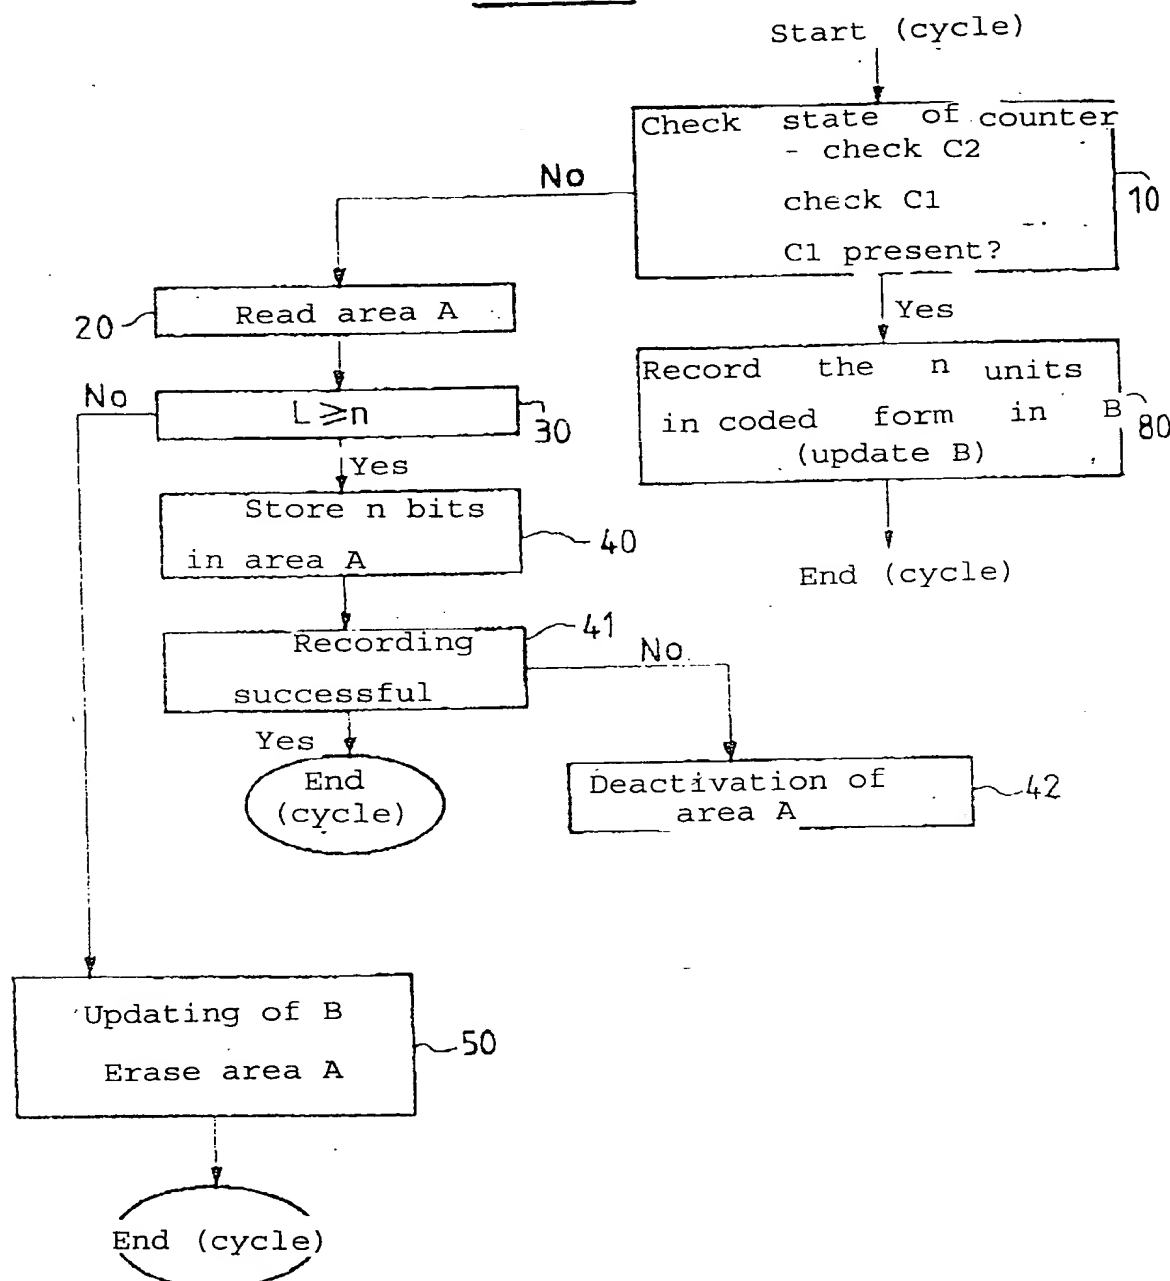 Start (cycle)
Check state of counter
- check C2
check C1
C1 present?
10
No
Yes
20
Read area A
Record the n units
in coded form in B
(update B)
80
No
L ⩾n
30
Yes
Store n bits
in area A
40
End (cycle)
Recording
successful
41
No
Yes
End
(cycle)
Deactivation of
area A
42
Updating of B
Erase area A
50
End (cycle)